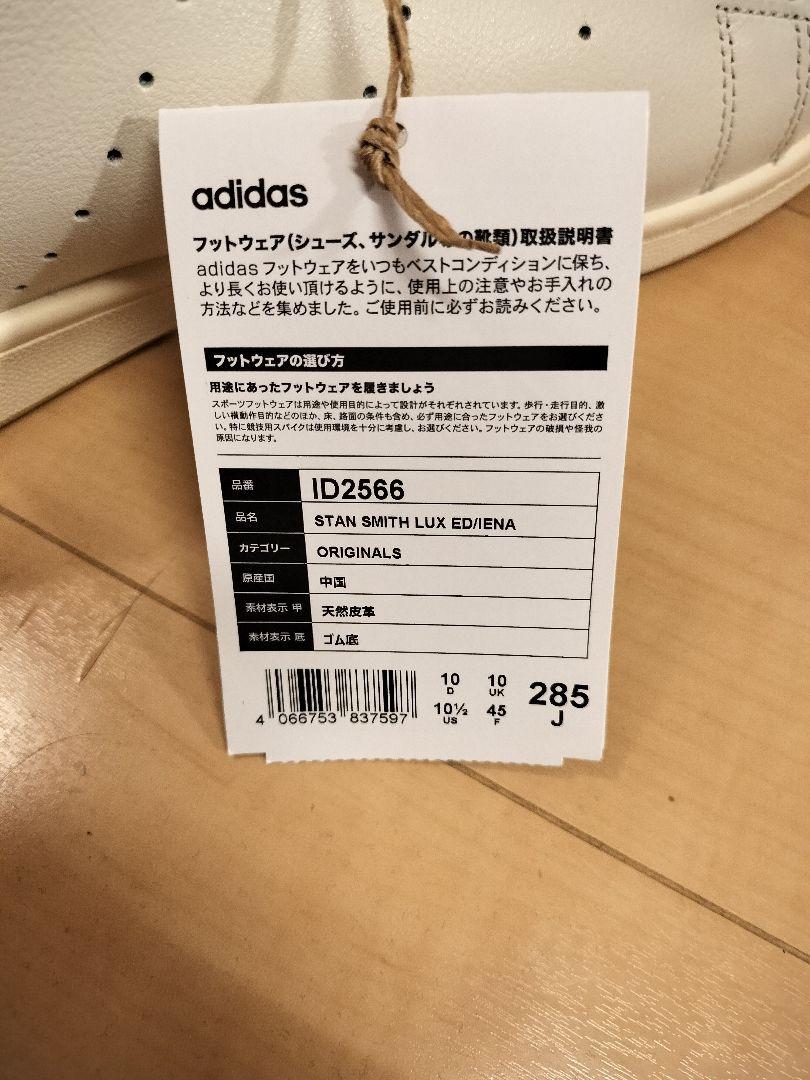 adidas
フットウェア(シューズ、サンダル の靴類)取扱説明書
adidas フットウェアをいつもベストコンディションに保ち、
より長くお使い頂けるように、使用上の注意やお手入れの
方法などを集めました。ご使用前に必ずお読みください。
フットウェアの選び方
用途にあったフットウェアを履きましょう
スポーツフットウェアは用途や使用目的によって設計がそれぞれされています。歩行・走行目的、激
しい横動作目的などのほか、床、路面の条件も含め、必ず用途に合ったフットウェアをお選びくださ
い。特に競技用スパイクは使用環境を十分に考慮し、お選びください。フットウェアの破損や怪我の
原因になります。
品番 ID2566
品名 STAN SMITH LUX ED/IENA
カテゴリー ORIGINALS
原産国 中国
素材表示 甲 天然皮革
素材表示 底 ゴム底
10 10 285
D UK J
10½ 45
US F
4 066753 837597